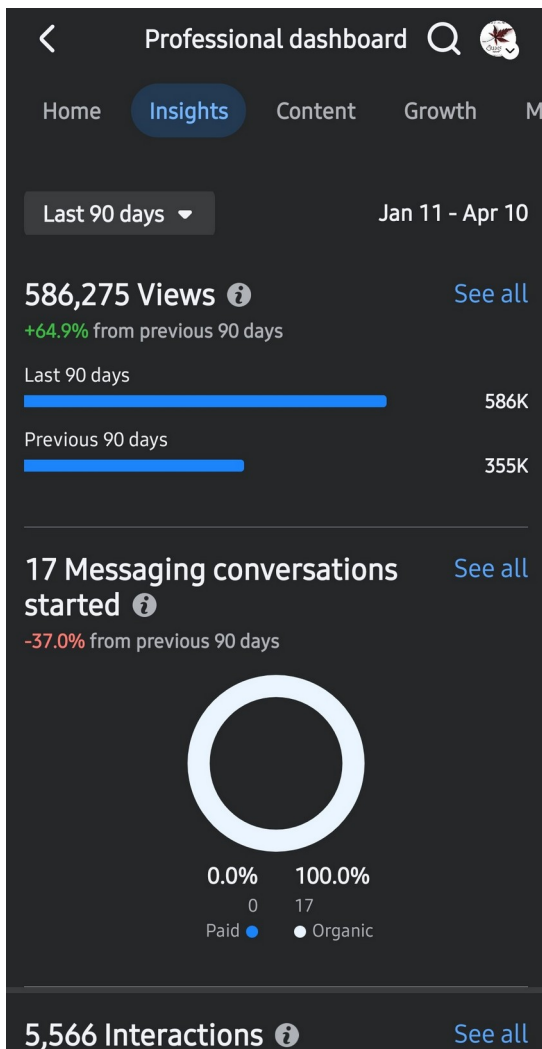 Professional dashboard
Home Insights Content Growth M
Last 90 days Jan 11 - Apr 10
586,275 Views See all
+64.9% from previous 90 days
Last 90 days
586K
Previous 90 days
355K
17 Messaging conversations See all
started
-37.0% from previous 90 days
0.0% 100.0%
0 17
Paid Organic
5,566 Interactions See all